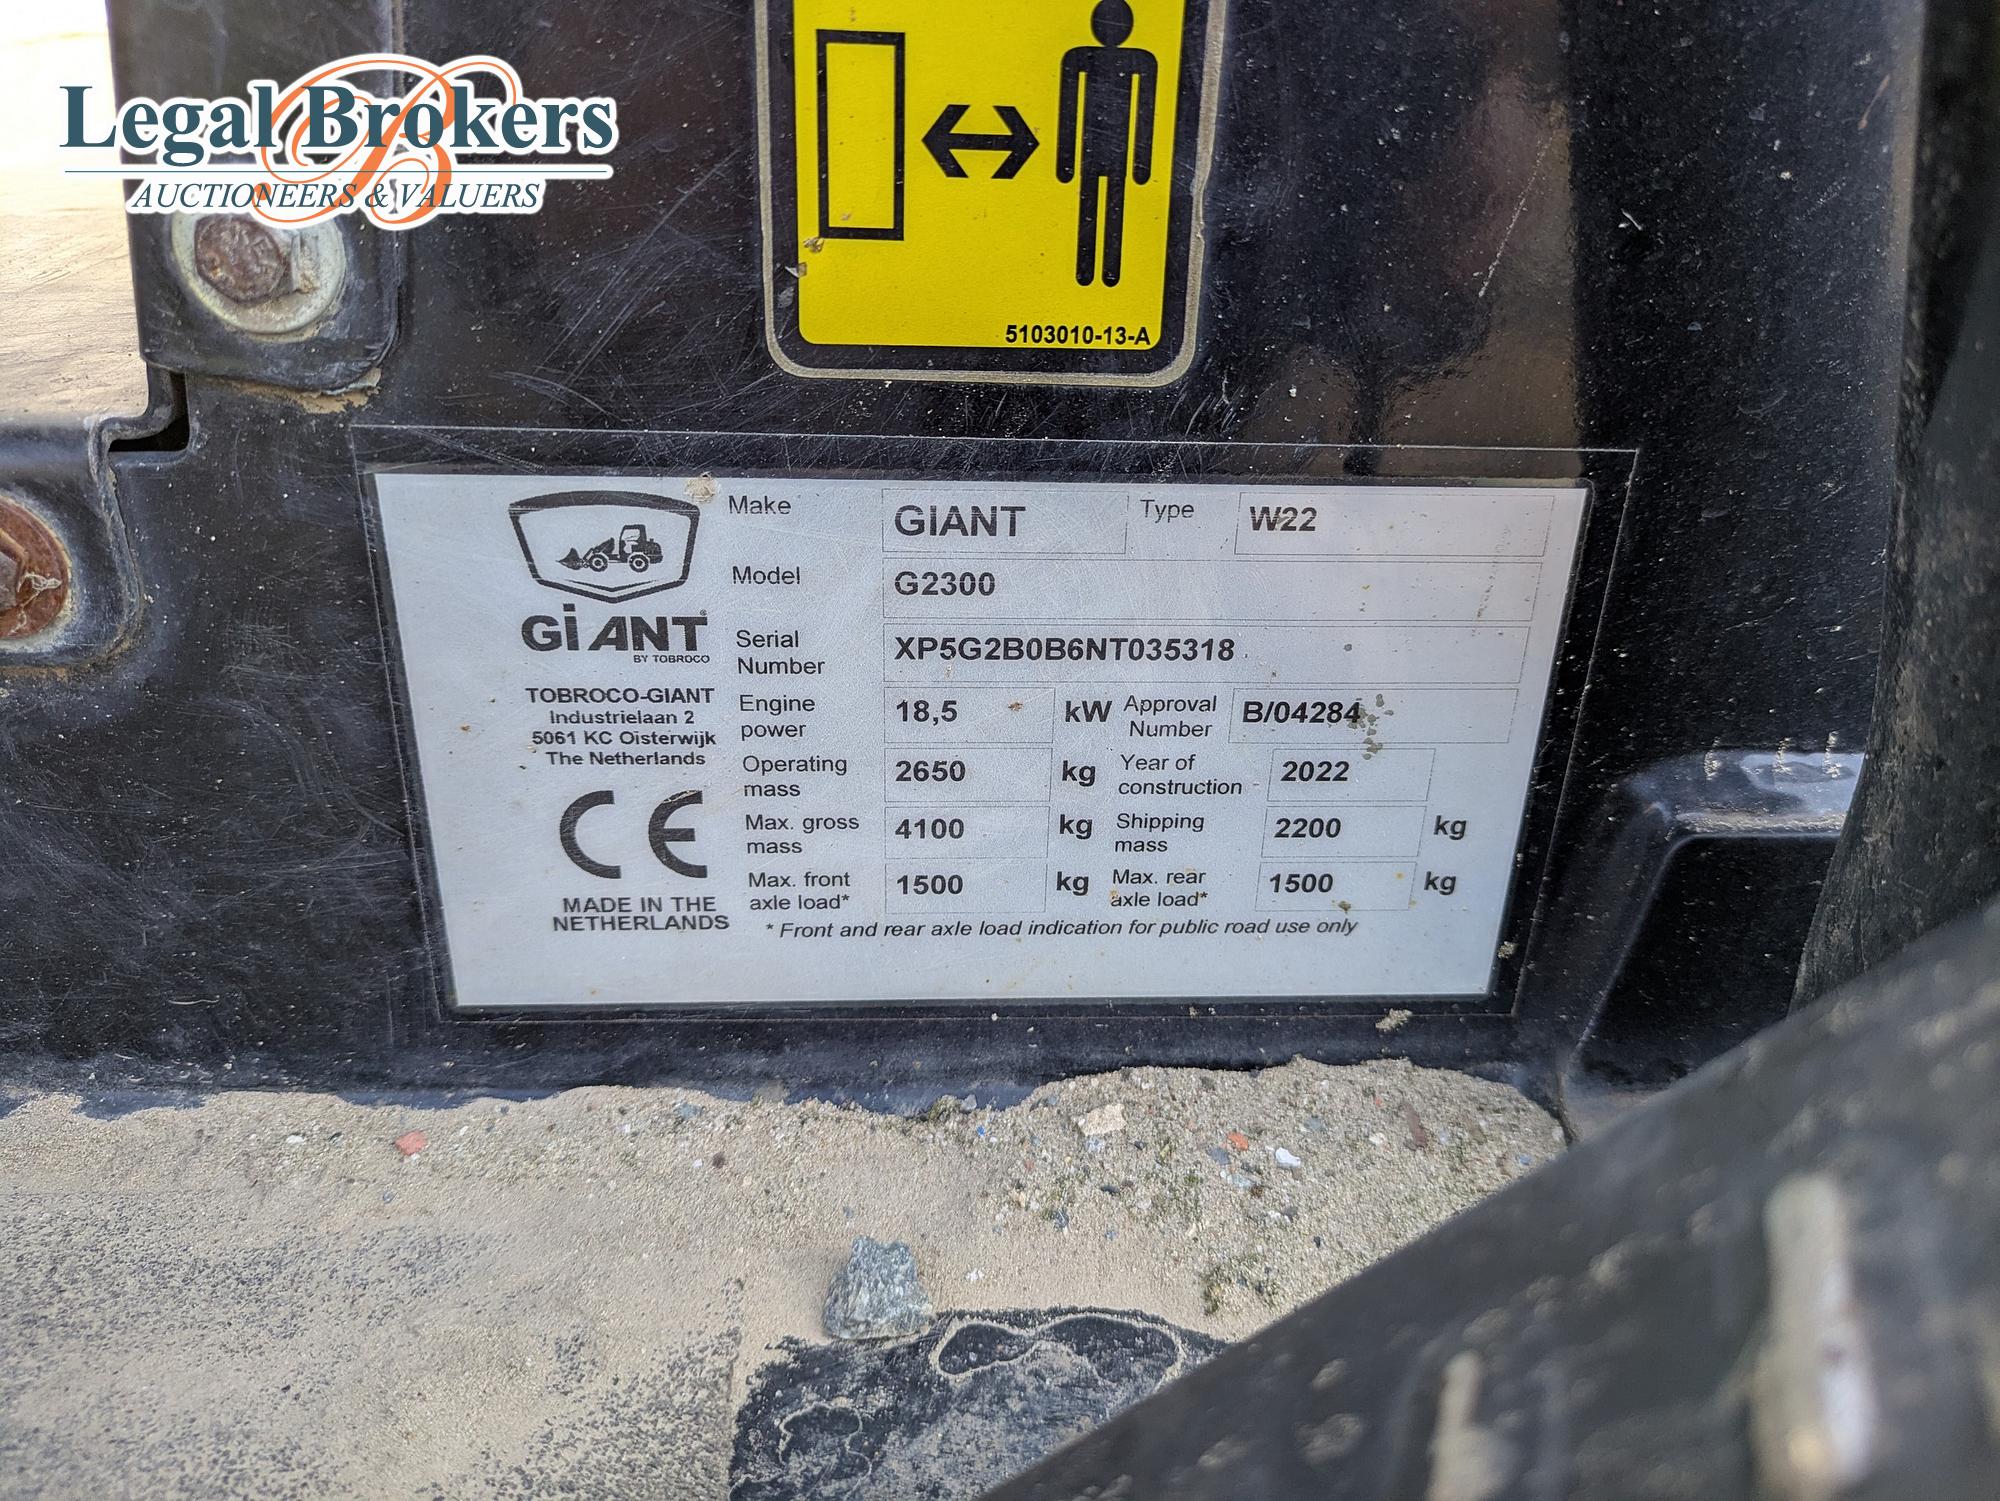 Legal Brokers
AUCTIONEERS & VALUERS
5103010-13-A
GiANT®
BY TOBROCO
TOBROCO-GIANT
Industrielaan 2
5061 KC Oisterwijk
The Netherlands
CE
MADE IN THE
NETHERLANDS
Make GIANT Type W22
Model G2300
Serial Number XP5G2B0B6NT035318
Engine power 18,5 kW Approval Number B/04284
Operating mass 2650 kg Year of construction 2022
Max. gross mass 4100 kg Shipping mass 2200 kg
Max. front axle load* 1500 kg Max. rear axle load* 1500 kg
* Front and rear axle load indication for public road use only